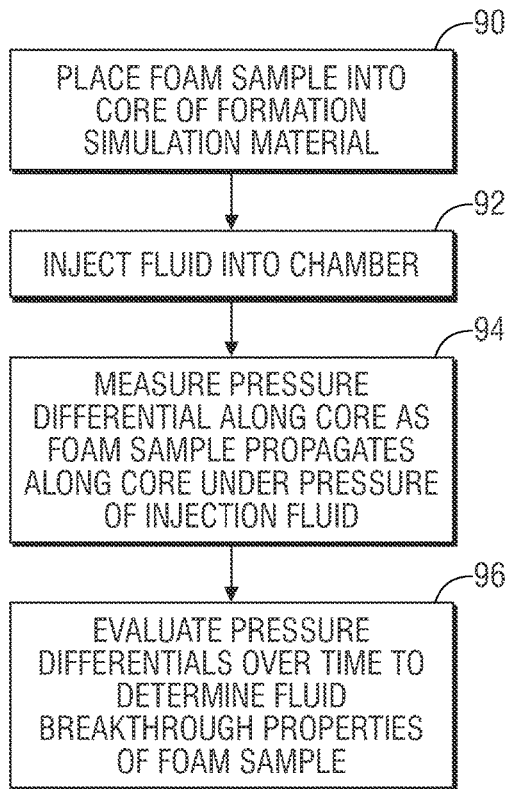 90
PLACE FOAM SAMPLE INTO
CORE OF FORMATION
SIMULATION MATERIAL
92
INJECT FLUID INTO CHAMBER
94
MEASURE PRESSURE
DIFFERENTIAL ALONG CORE AS
FOAM SAMPLE PROPAGATES
ALONG CORE UNDER PRESSURE
OF INJECTION FLUID
96
EVALUATE PRESSURE
DIFFERENTIALS OVER TIME TO
DETERMINE FLUID
BREAKTHROUGH PROPERTIES
OF FOAM SAMPLE